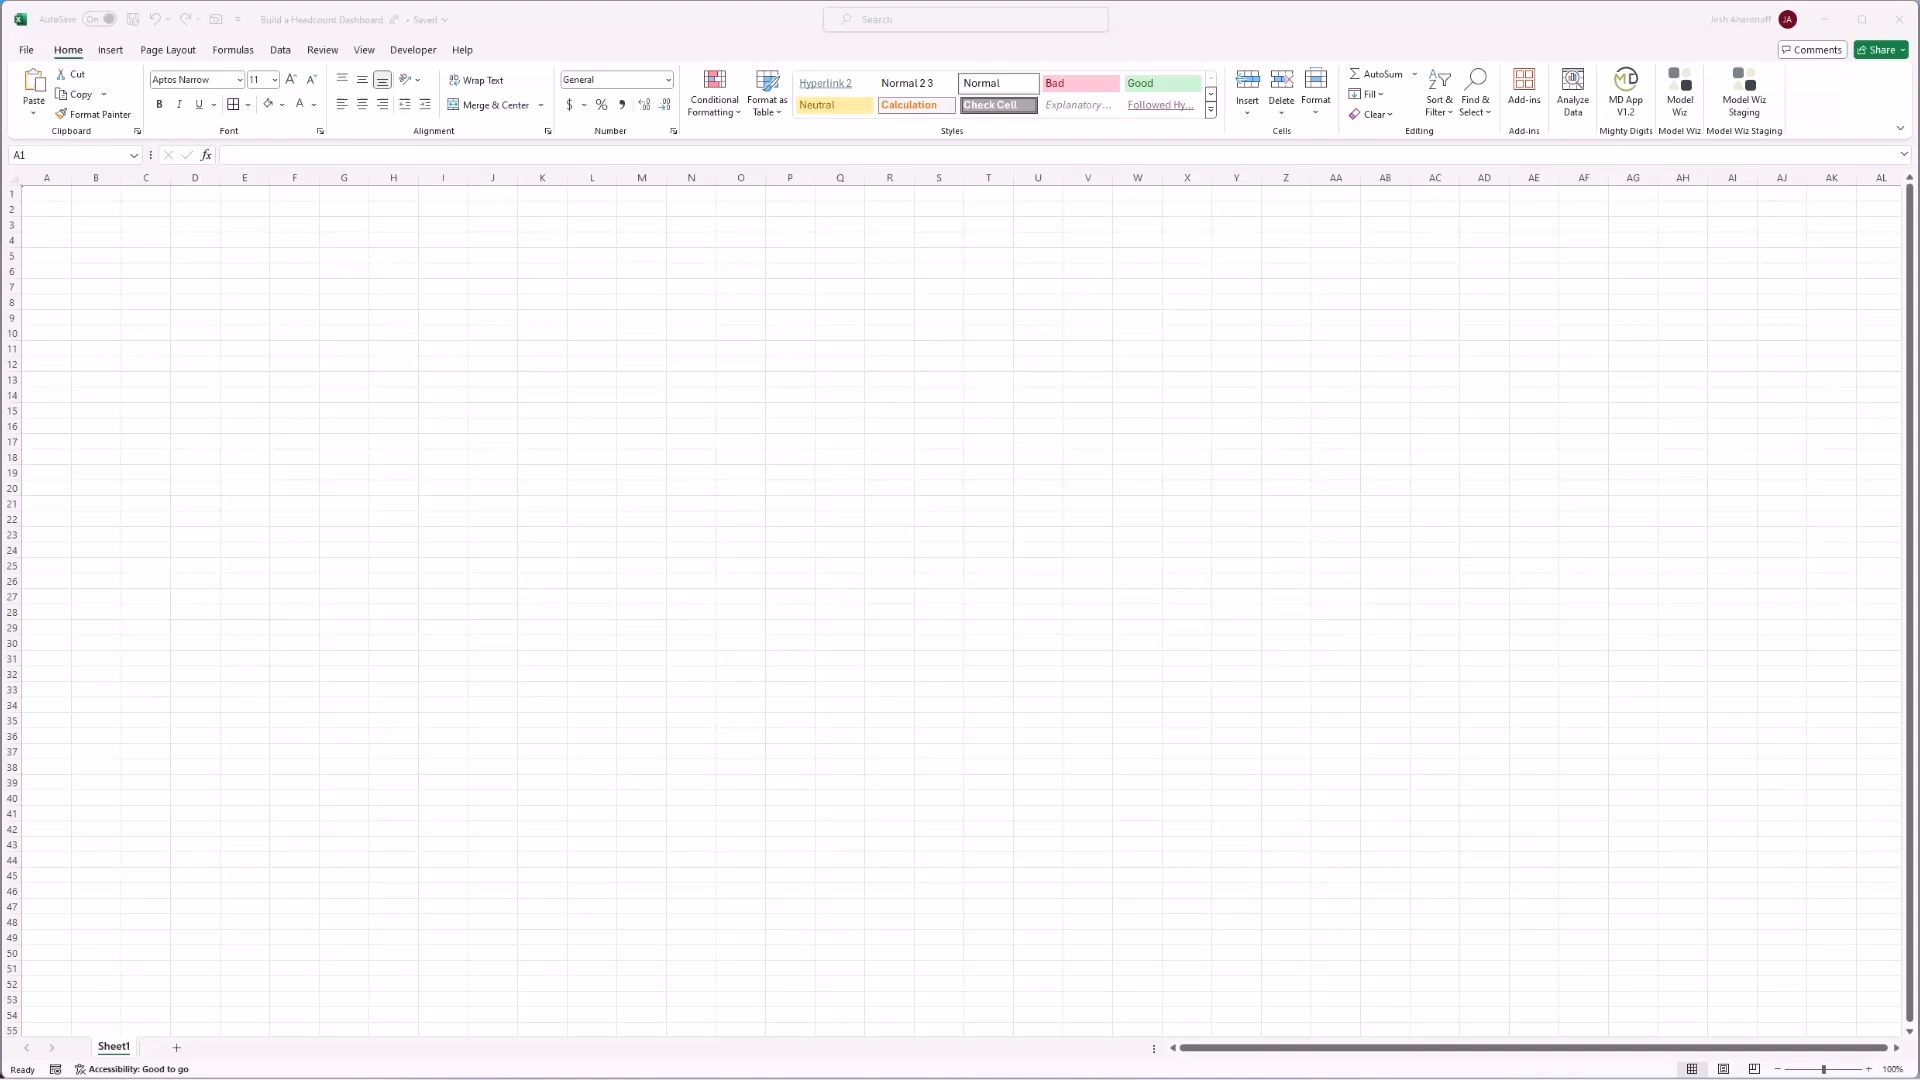 AutoSave On Build a Headcount Dashboard • Saved Search Josh Aharonoff JA
File Home Insert Page Layout Formulas Data Review View Developer Help Comments Share
Paste
Cut
Copy
Format Painter
Clipboard
Aptos Narrow 11
B I U
Font
Wrap Text
Merge & Center
Alignment
General
$ % ,
Number
Conditional
Formatting
Format as
Table
Hyperlink 2 Normal 2 3 Normal Bad Good
Neutral Calculation Check Cell Explanatory ... Followed Hy...
Styles
Insert Delete Format
Cells
AutoSum
Fill
Clear
Sort &
Filter
Find &
Select
Editing
Add-ins
Add-ins
Analyze
Data
MD App
V1.2
Mighty Digits
Model
Wiz
Model Wiz
Model Wiz
Staging
Model Wiz Staging
A1 fx
A B C D E F G H I J K L M N O P Q R S T U V W X Y Z AA AB AC AD AE AF AG AH AI AJ AK AL
1
2
3
4
5
6
7
8
9
10
11
12
13
14
15
16
17
18
19
20
21
22
23
24
25
26
27
28
29
30
31
32
33
34
35
36
37
38
39
40
41
42
43
44
45
46
47
48
49
50
51
52
53
54
55
Sheet1
Ready Accessibility: Good to go 100%